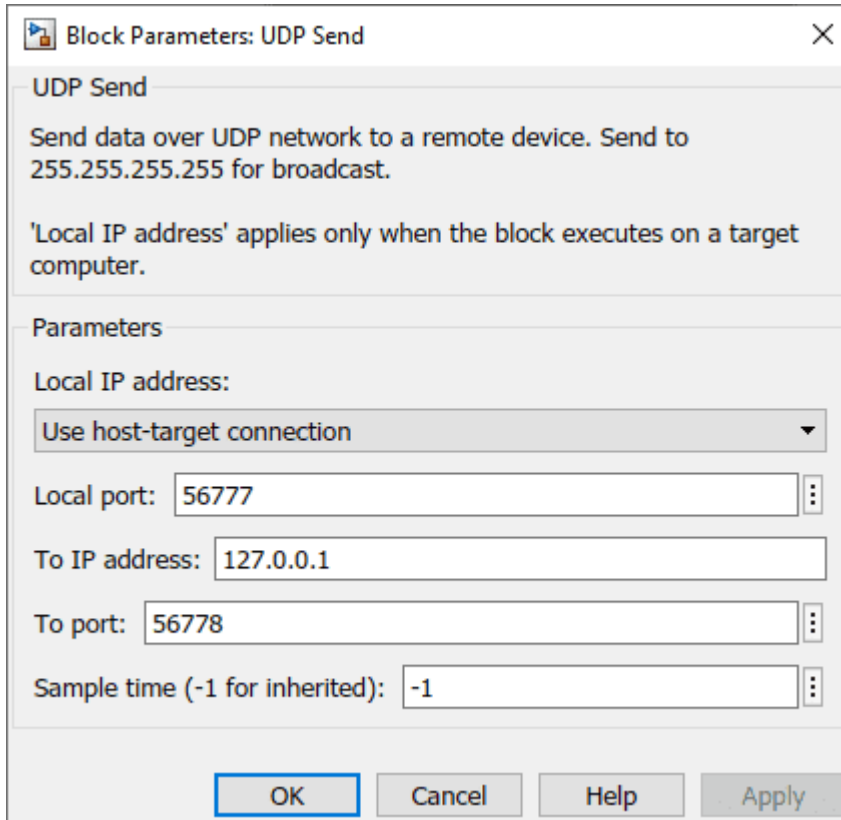 Block Parameters: UDP Send
UDP Send
Send data over UDP network to a remote device. Send to
255.255.255.255 for broadcast.
'Local IP address' applies only when the block executes on a target
computer.
Parameters
Local IP address:
Use host-target connection
Local port: 56777
To IP address: 127.0.0.1
To port: 56778
Sample time (-1 for inherited): -1
OK Cancel Help Apply